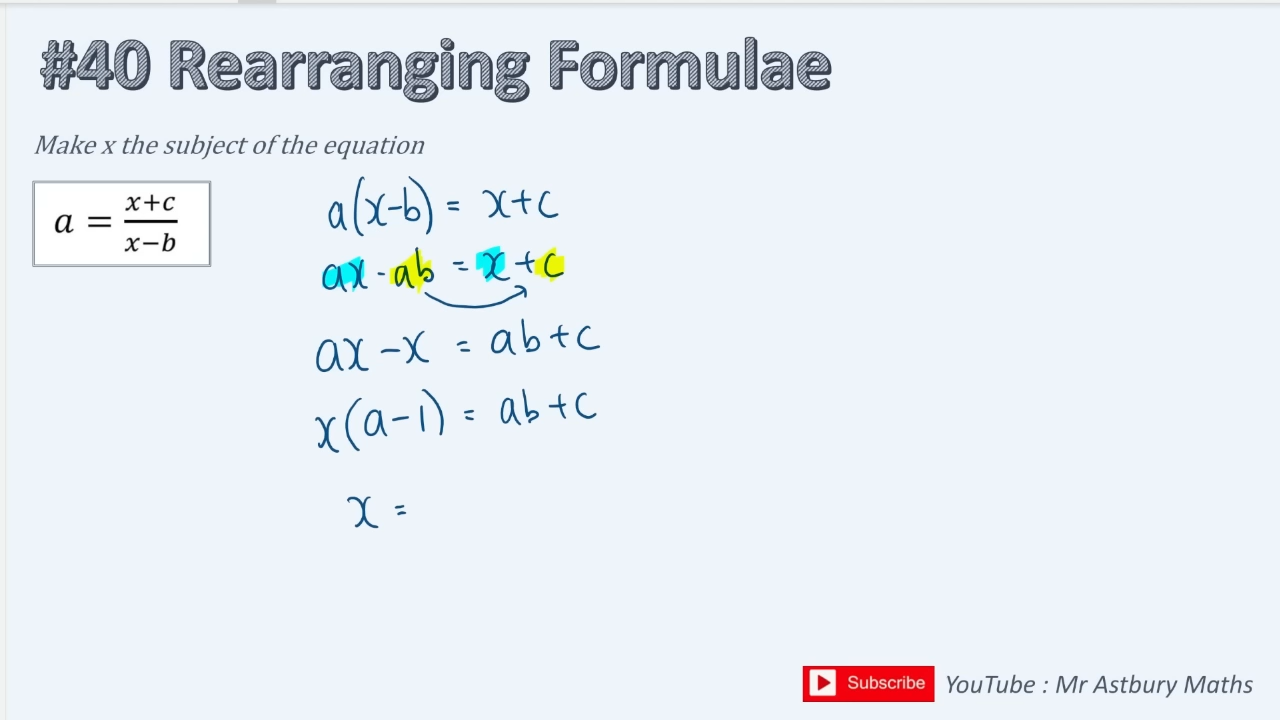 #40 Rearranging Formulae
Make x the subject of the equation
a = x+c / x−b
a(x-b) = x+c
ax - ab = x + c
ax - x = ab + c
x(a-1) = ab + c
x =
Subscribe
YouTube : Mr Astbury Maths